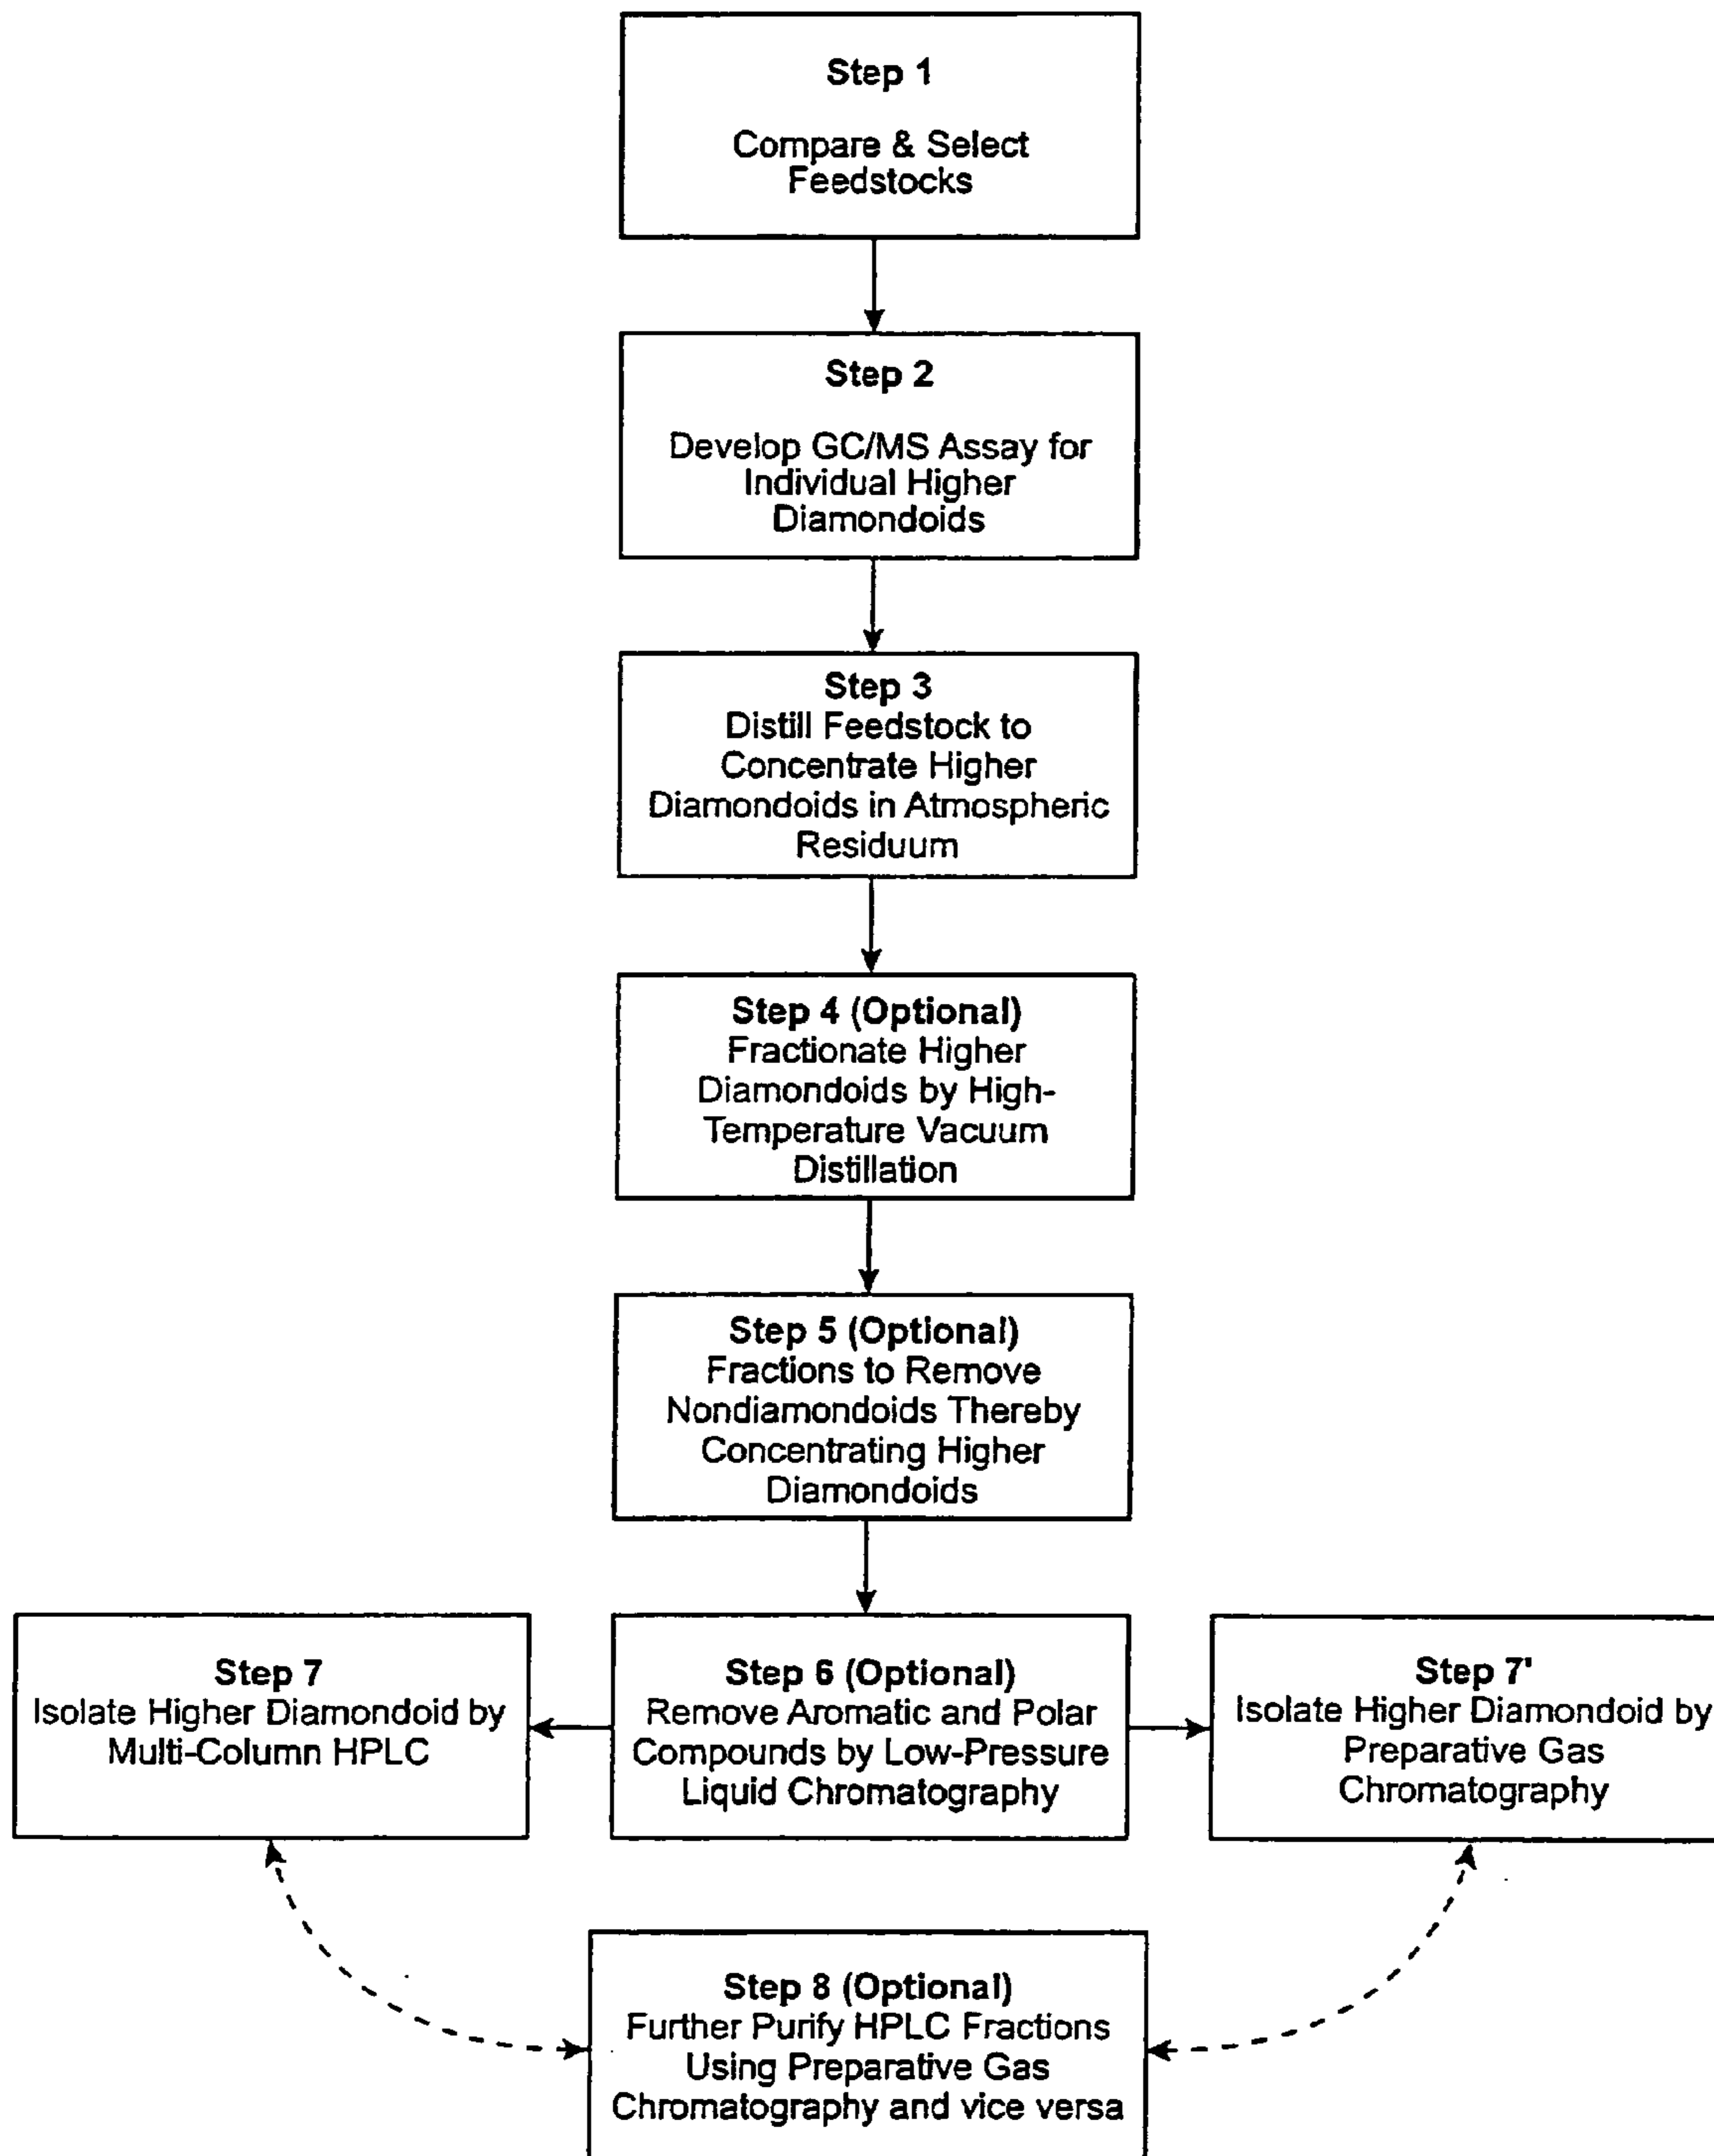 Step 1
Compare & Select
Feedstocks
Step 2
Develop GC/MS Assay for
Individual Higher
Diamondoids
Step 3
Distill Feedstock to
Concentrate Higher
Diamondoids in Atmospheric
Residuum
Step 4 (Optional)
Fractionate Higher
Diamondoids by High-
Temperature Vacuum
Distillation
Step 5 (Optional)
Fractions to Remove
Nondiamondoids Thereby
Concentrating Higher
Diamondoids
Step 7
Isolate Higher Diamondoid by
Multi-Column HPLC
Step 6 (Optional)
Remove Aromatic and Polar
Compounds by Low-Pressure
Liquid Chromatography
Step 7'
Isolate Higher Diamondoid by
Preparative Gas
Chromatography
Step 8 (Optional)
Further Purify HPLC Fractions
Using Preparative Gas
Chromatography and vice versa